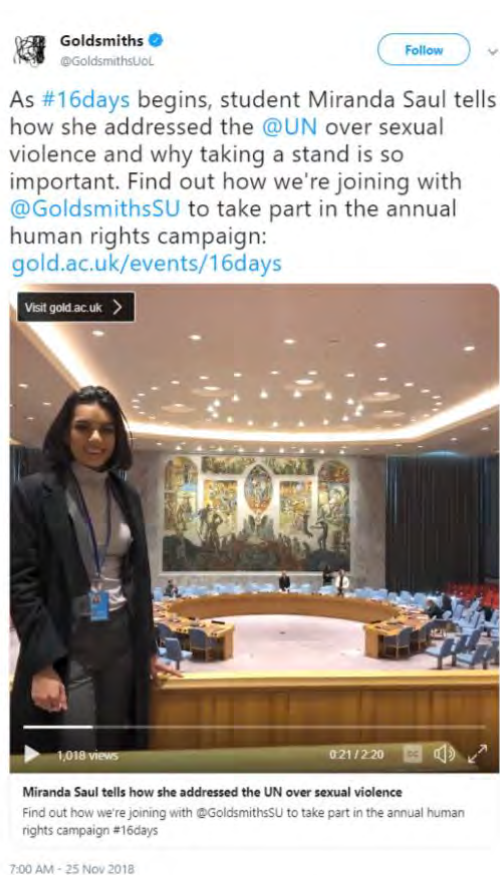 Goldsmiths
@GoldsmithsUoL
Follow
As #16days begins, student Miranda Saul tells
how she addressed the @UN over sexual
violence and why taking a stand is so
important. Find out how we're joining with
@GoldsmithsSU to take part in the annual
human rights campaign:
gold.ac.uk/events/16days
Visit gold.ac.uk
1,018 views
0:21 / 2:20
CC
Miranda Saul tells how she addressed the UN over sexual violence
Find out how we're joining with @GoldsmithsSU to take part in the annual human
rights campaign #16days
7:00 AM - 25 Nov 2018